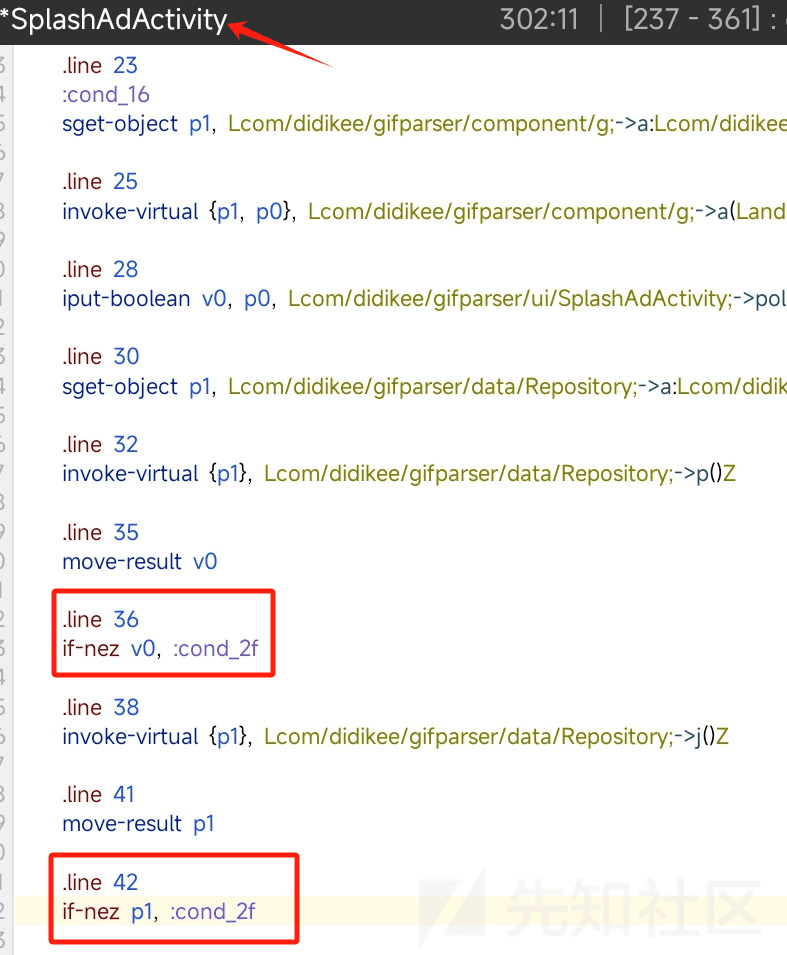 *SplashAdActivity 302:11 | [237 - 361] :
.line 23
:cond_16
sget-object p1, Lcom/didikee/gifparser/component/g;->a:Lcom/didikee
.line 25
invoke-virtual {p1, p0}, Lcom/didikee/gifparser/component/g;->a(Land
.line 28
iput-boolean v0, p0, Lcom/didikee/gifparser/ui/SplashAdActivity;->pol
.line 30
sget-object p1, Lcom/didikee/gifparser/data/Repository;->a:Lcom/didik
.line 32
invoke-virtual {p1}, Lcom/didikee/gifparser/data/Repository;->p()Z
.line 35
move-result v0
.line 36
if-nez v0, :cond_2f
.line 38
invoke-virtual {p1}, Lcom/didikee/gifparser/data/Repository;->j()Z
.line 41
move-result p1
.line 42
if-nez p1, :cond_2f
先知社区